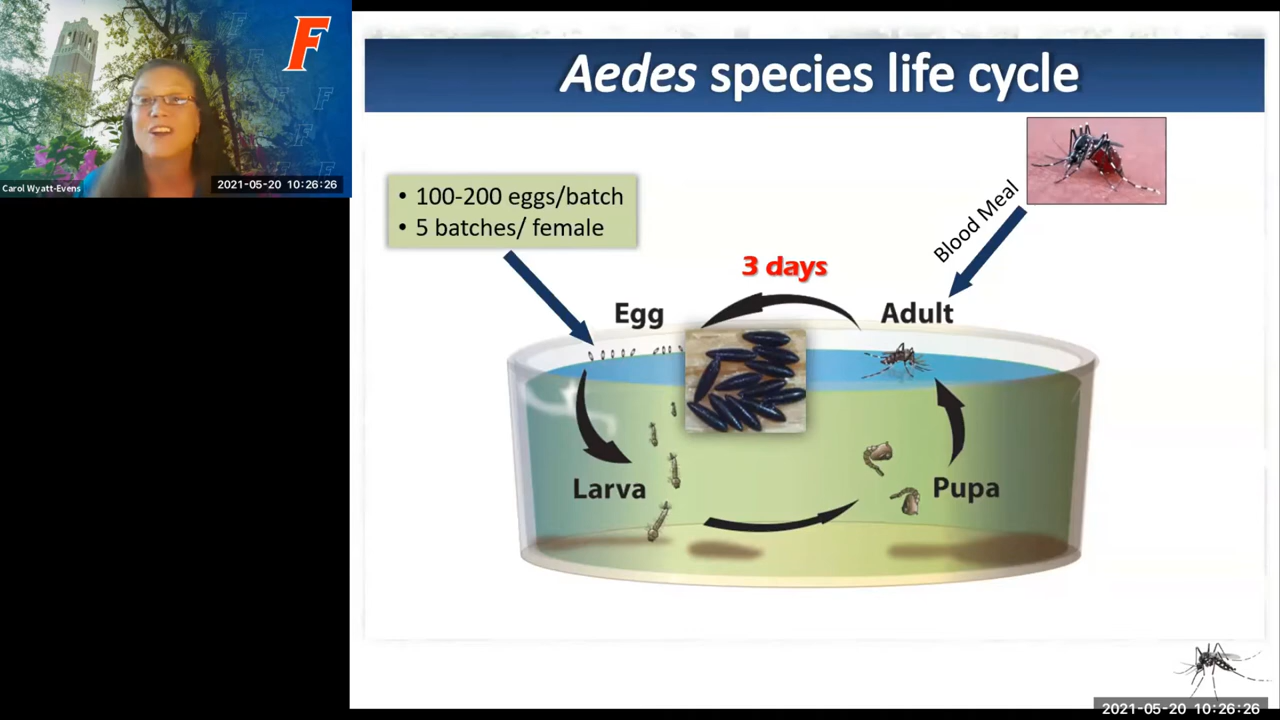 F
Carol Wyatt-Evens
2021-05-20 10:26:26
Aedes species life cycle
• 100-200 eggs/batch
• 5 batches/ female
Blood Meal
3 days
Egg
Adult
Larva
Pupa
2021-05-20 10:26:26